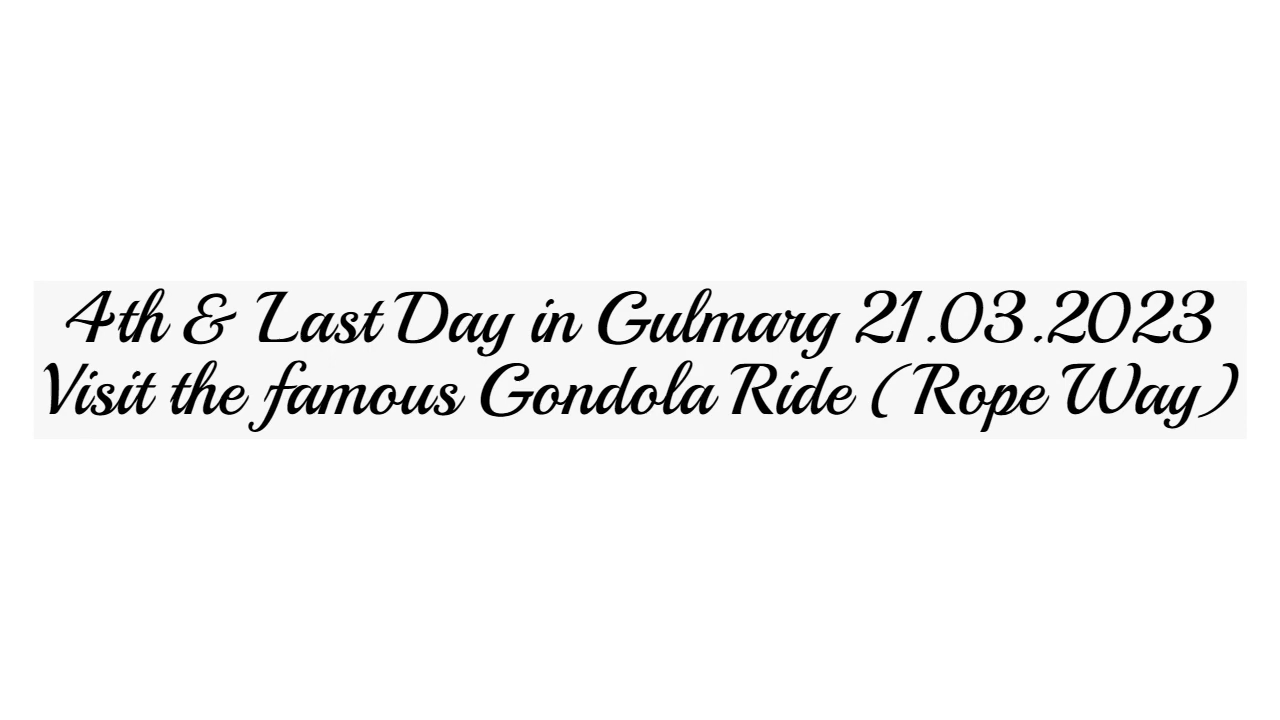 4th & Last Day in Gulmarg 21.03.2023
Visit the famous Gondola Ride (Rope Way)